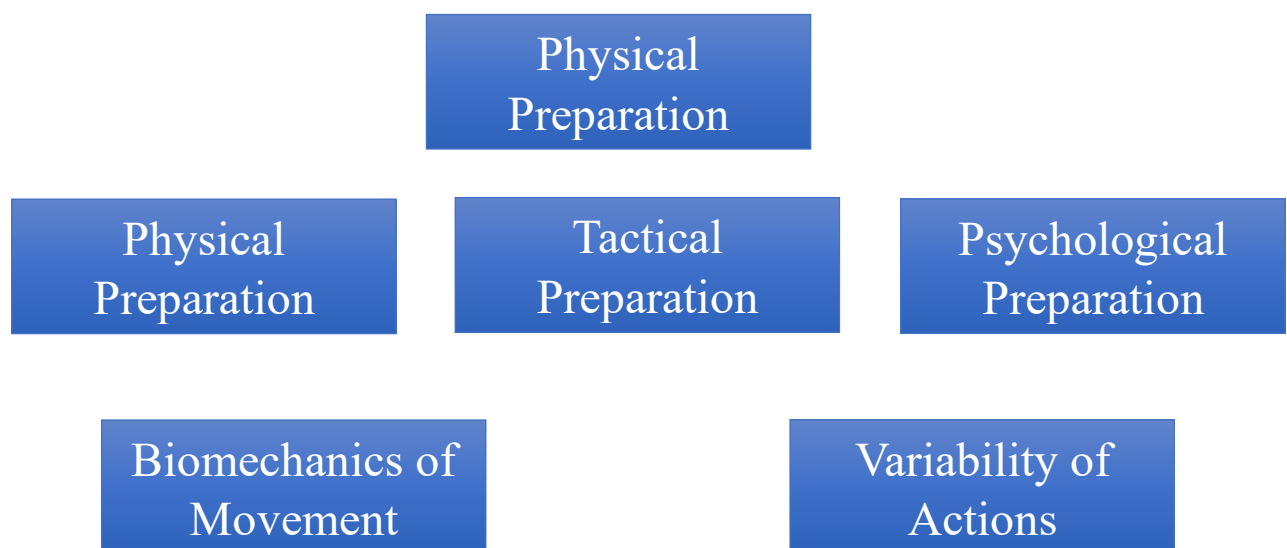 Physical
Preparation
Physical
Preparation
Tactical
Preparation
Psychological
Preparation
Biomechanics of
Movement
Variability of
Actions